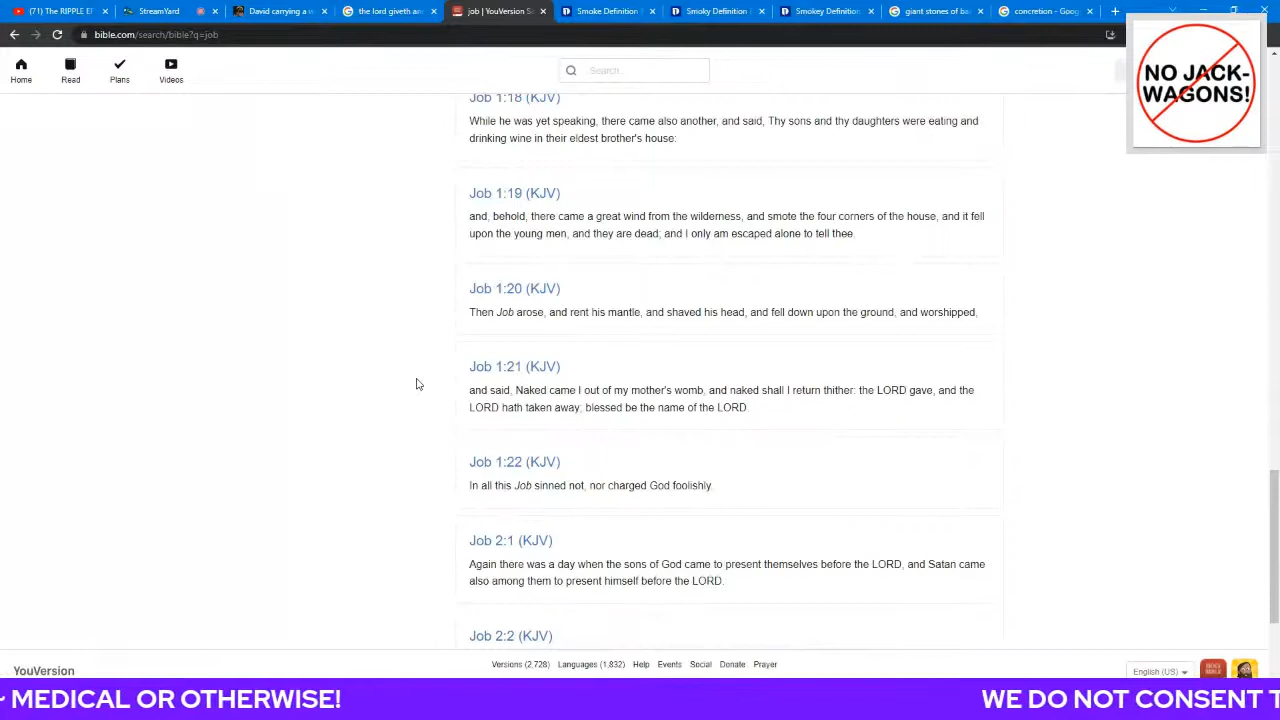 (71) The RIPPLE EF
StreamYard
David carrying a m
the lord giveth and
job | YouVersion S
Smoke Definition
Smoky Definition
Smokey Definition
giant stones of ba
concretion - Goog
bible.com/search/bible?q=job
Home
Read
Plans
Videos
Search...
NO JACK-
WAGONS!
Job 1:18 (KJV)
While he was yet speaking, there came also another, and said, Thy sons and thy daughters were eating and
drinking wine in their eldest brother's house:
Job 1:19 (KJV)
and, behold, there came a great wind from the wilderness, and smote the four corners of the house, and it fell
upon the young men, and they are dead; and I only am escaped alone to tell thee.
Job 1:20 (KJV)
Then Job arose, and rent his mantle, and shaved his head, and fell down upon the ground, and worshipped,
Job 1:21 (KJV)
and said, Naked came I out of my mother's womb, and naked shall I return thither: the LORD gave, and the
LORD hath taken away; blessed be the name of the LORD.
Job 1:22 (KJV)
In all this Job sinned not, nor charged God foolishly.
Job 2:1 (KJV)
Again there was a day when the sons of God came to present themselves before the LORD, and Satan came
also among them to present himself before the LORD.
Job 2:2 (KJV)
YouVersion
Versions (2,728) Languages (1,832) Help Events Social Donate Prayer
English (US)
MEDICAL OR OTHERWISE!
WE DO NOT CONSENT T